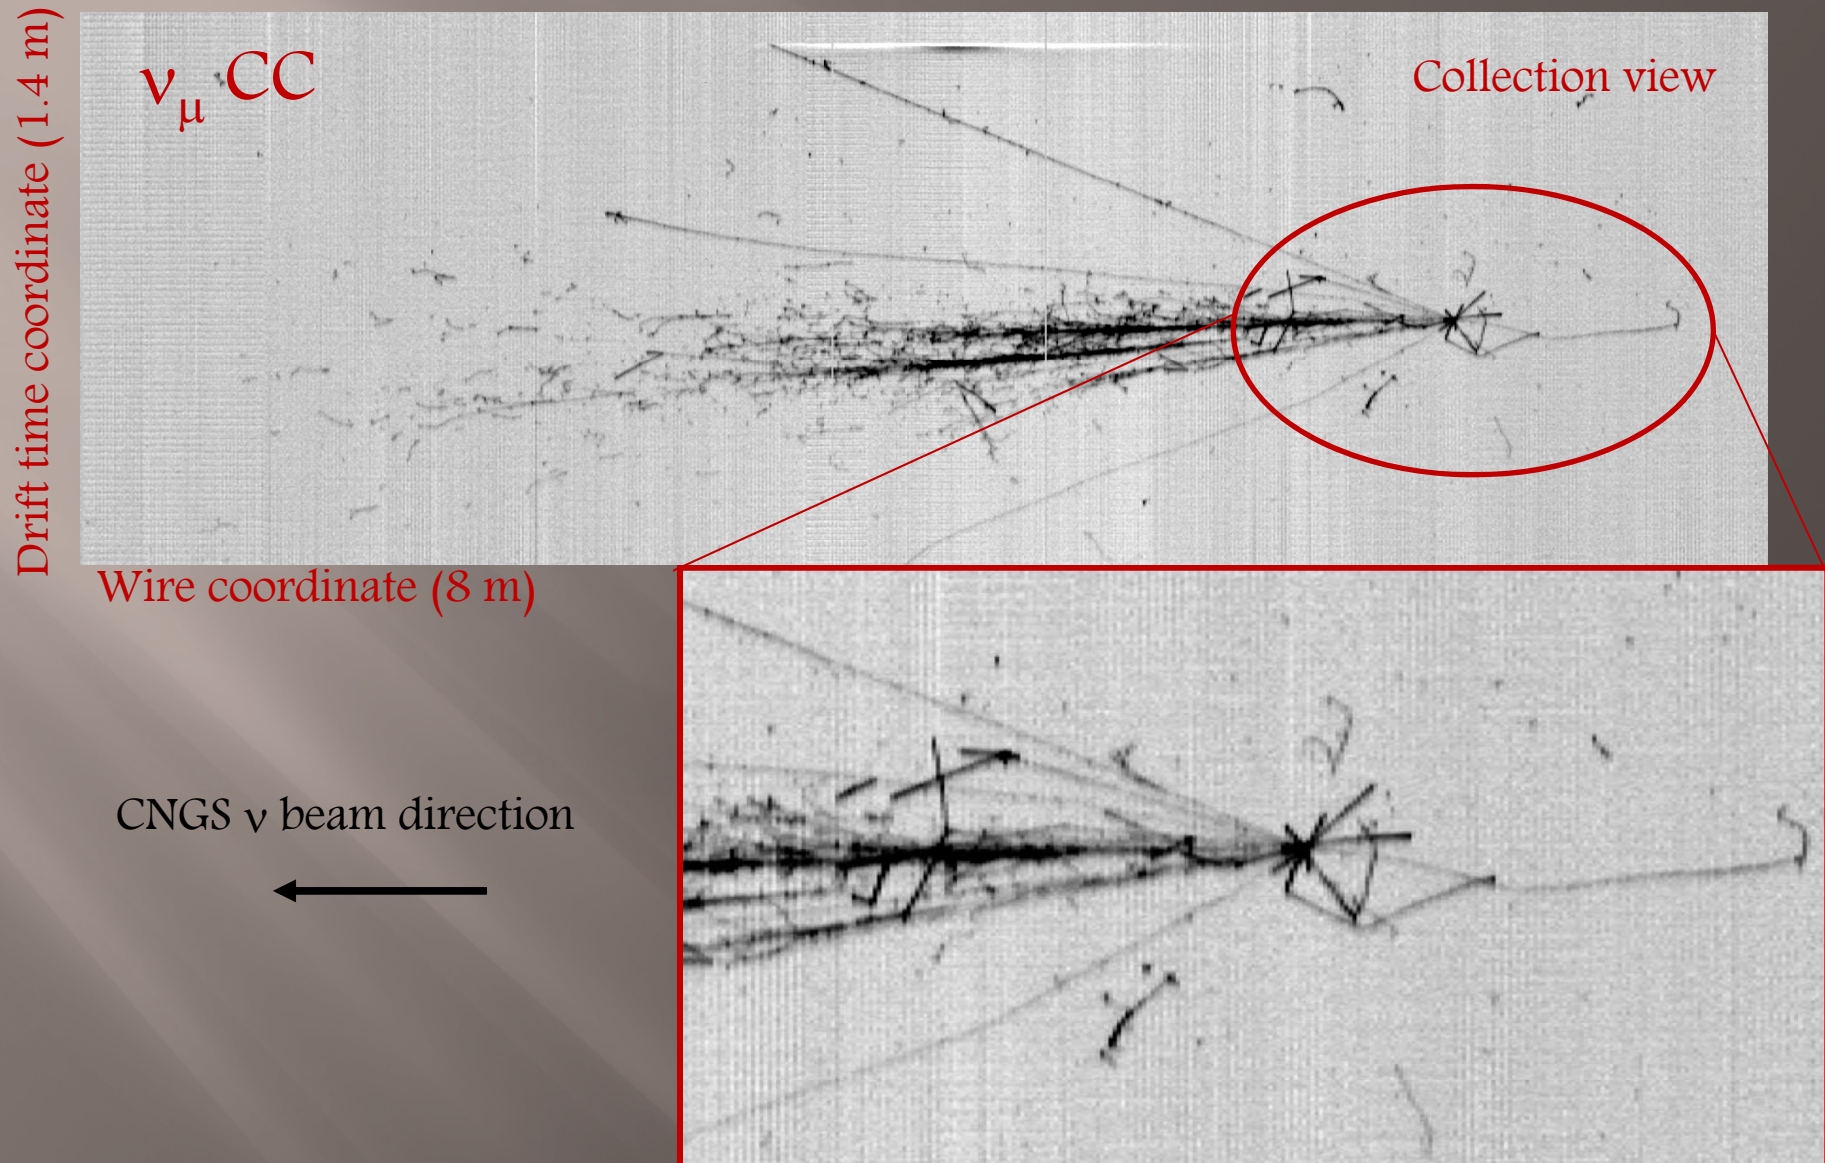 Drift time coordinate (1.4 m)
νμ CC
Collection view
Wire coordinate (8 m)
CNGS ν beam direction